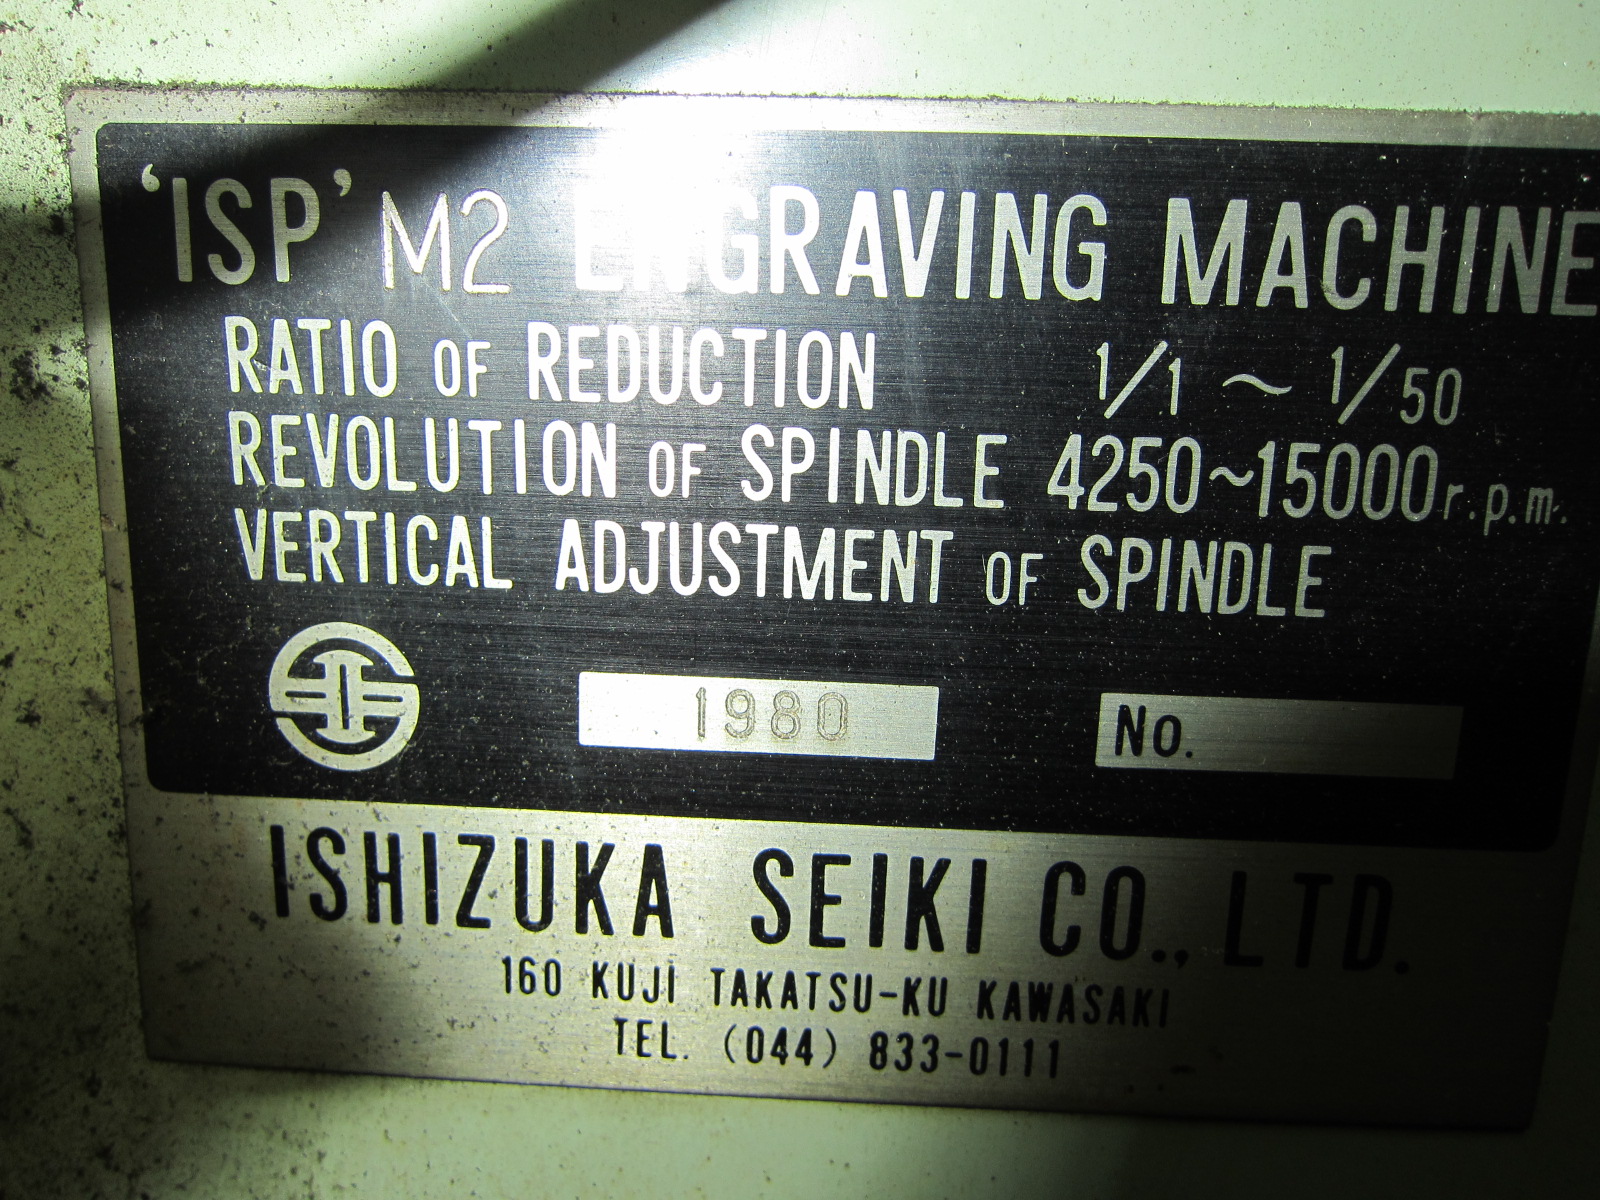 'ISP' M2 ENGRAVING MACHINE
RATIO OF REDUCTION 1/1 ~ 1/50
REVOLUTION OF SPINDLE 4250~15000 r.p.m.
VERTICAL ADJUSTMENT OF SPINDLE
1980 No.
ISHIZUKA SEIKI CO., LTD.
160 KUJI TAKATSU-KU KAWASAKI
TEL. (044) 833-0111